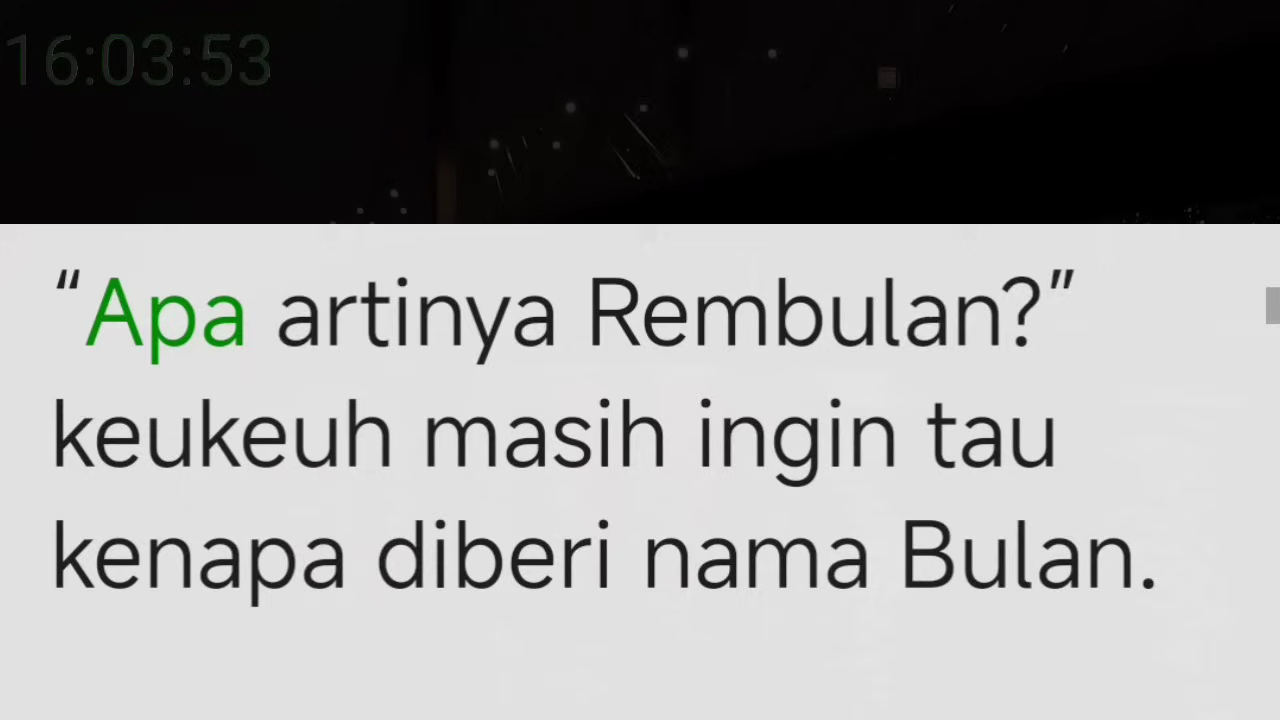 16:03:53
“Apa artinya Rembulan?”
keukeuh masih ingin tau
kenapa diberi nama Bulan.